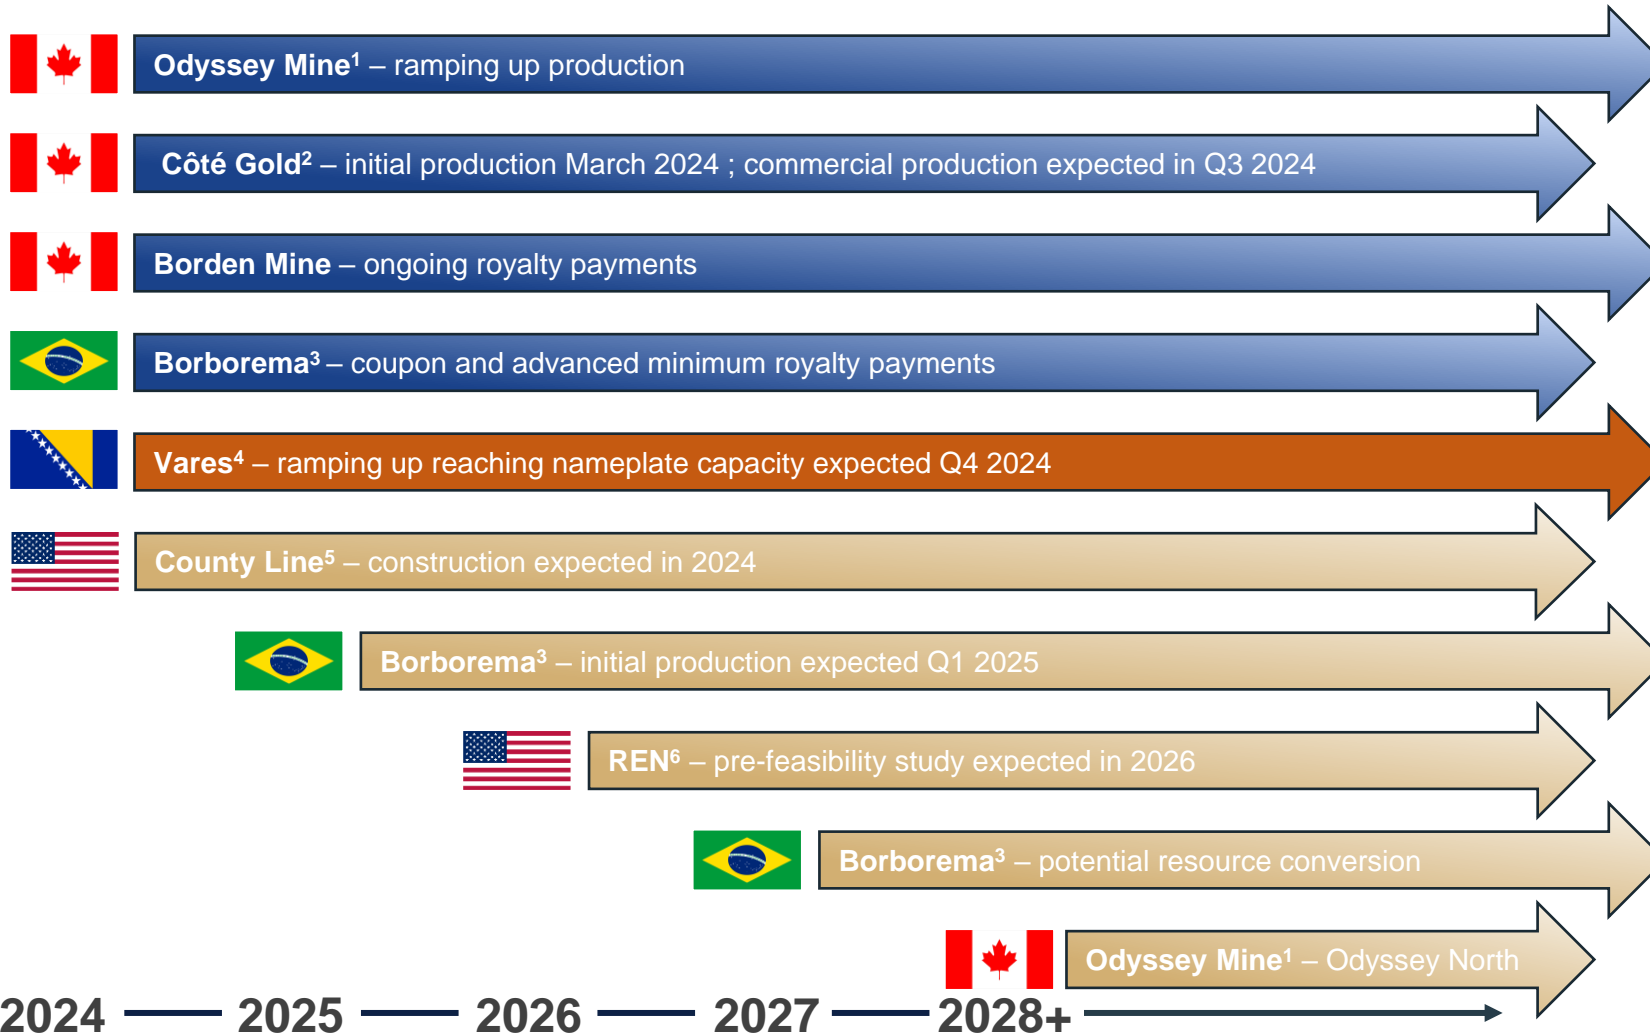 Odyssey Mine¹ – ramping up production
Côté Gold² – initial production March 2024 ; commercial production expected in Q3 2024
Borden Mine – ongoing royalty payments
Borborema³ – coupon and advanced minimum royalty payments
Vares⁴ – ramping up reaching nameplate capacity expected Q4 2024
County Line⁵ – construction expected in 2024
Borborema³ – initial production expected Q1 2025
REN⁶ – pre-feasibility study expected in 2026
Borborema³ – potential resource conversion
Odyssey Mine¹ – Odyssey North
2024 2025 2026 2027 2028+